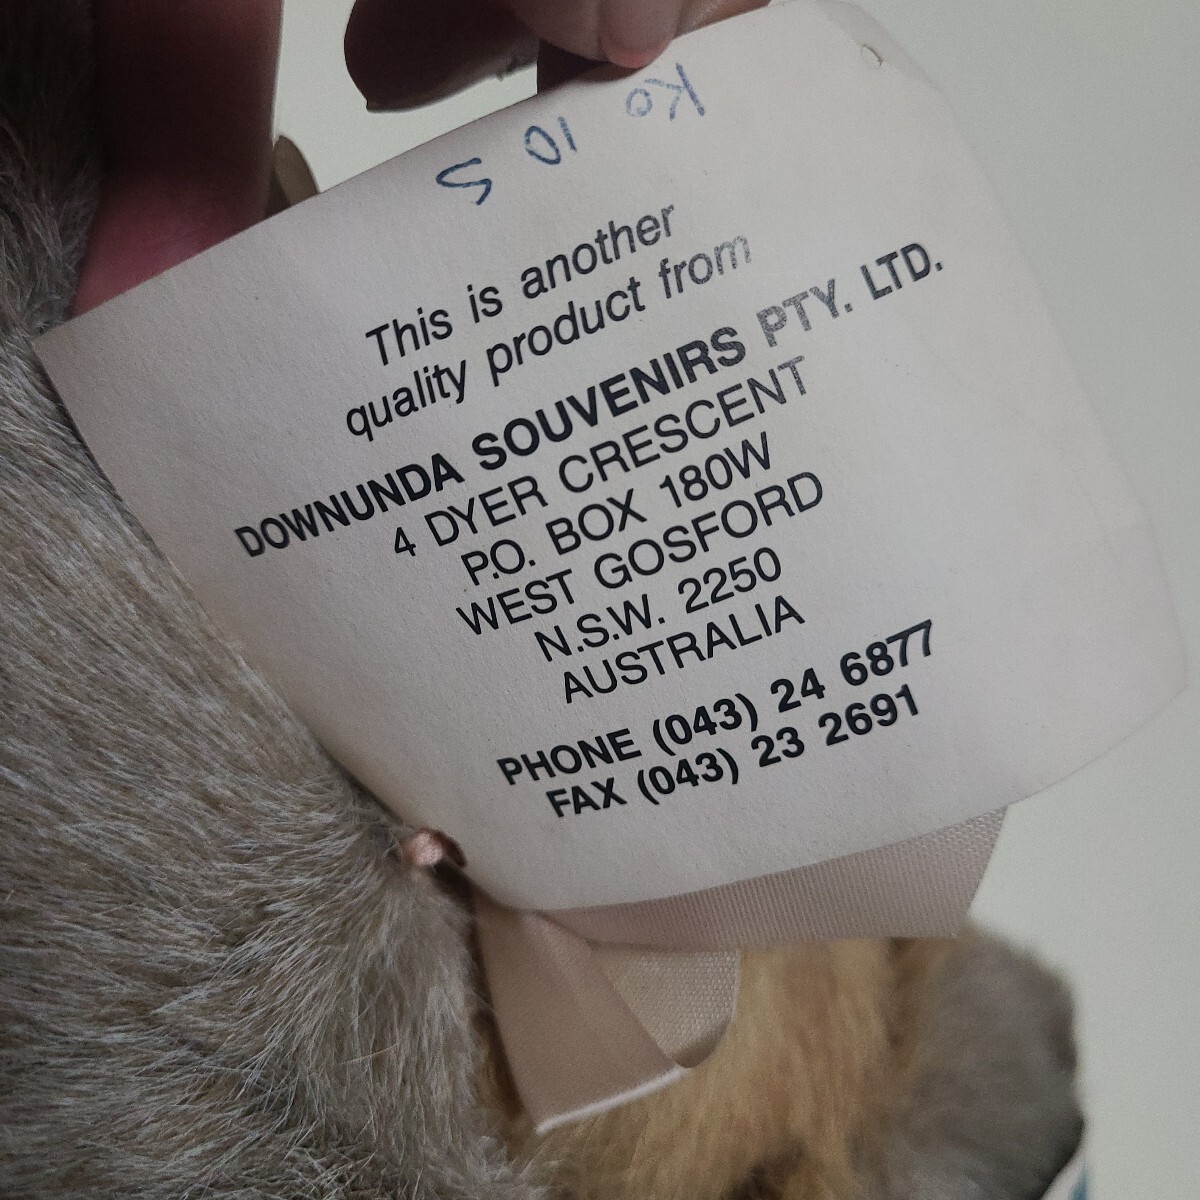 Ko 10 S
This is another
quality product from
DOWNUNDA SOUVENIRS PTY. LTD.
4 DYER CRESCENT
P.O. BOX 180W
WEST GOSFORD
N.S.W. 2250
AUSTRALIA
PHONE (043) 24 6877
FAX (043) 23 2691